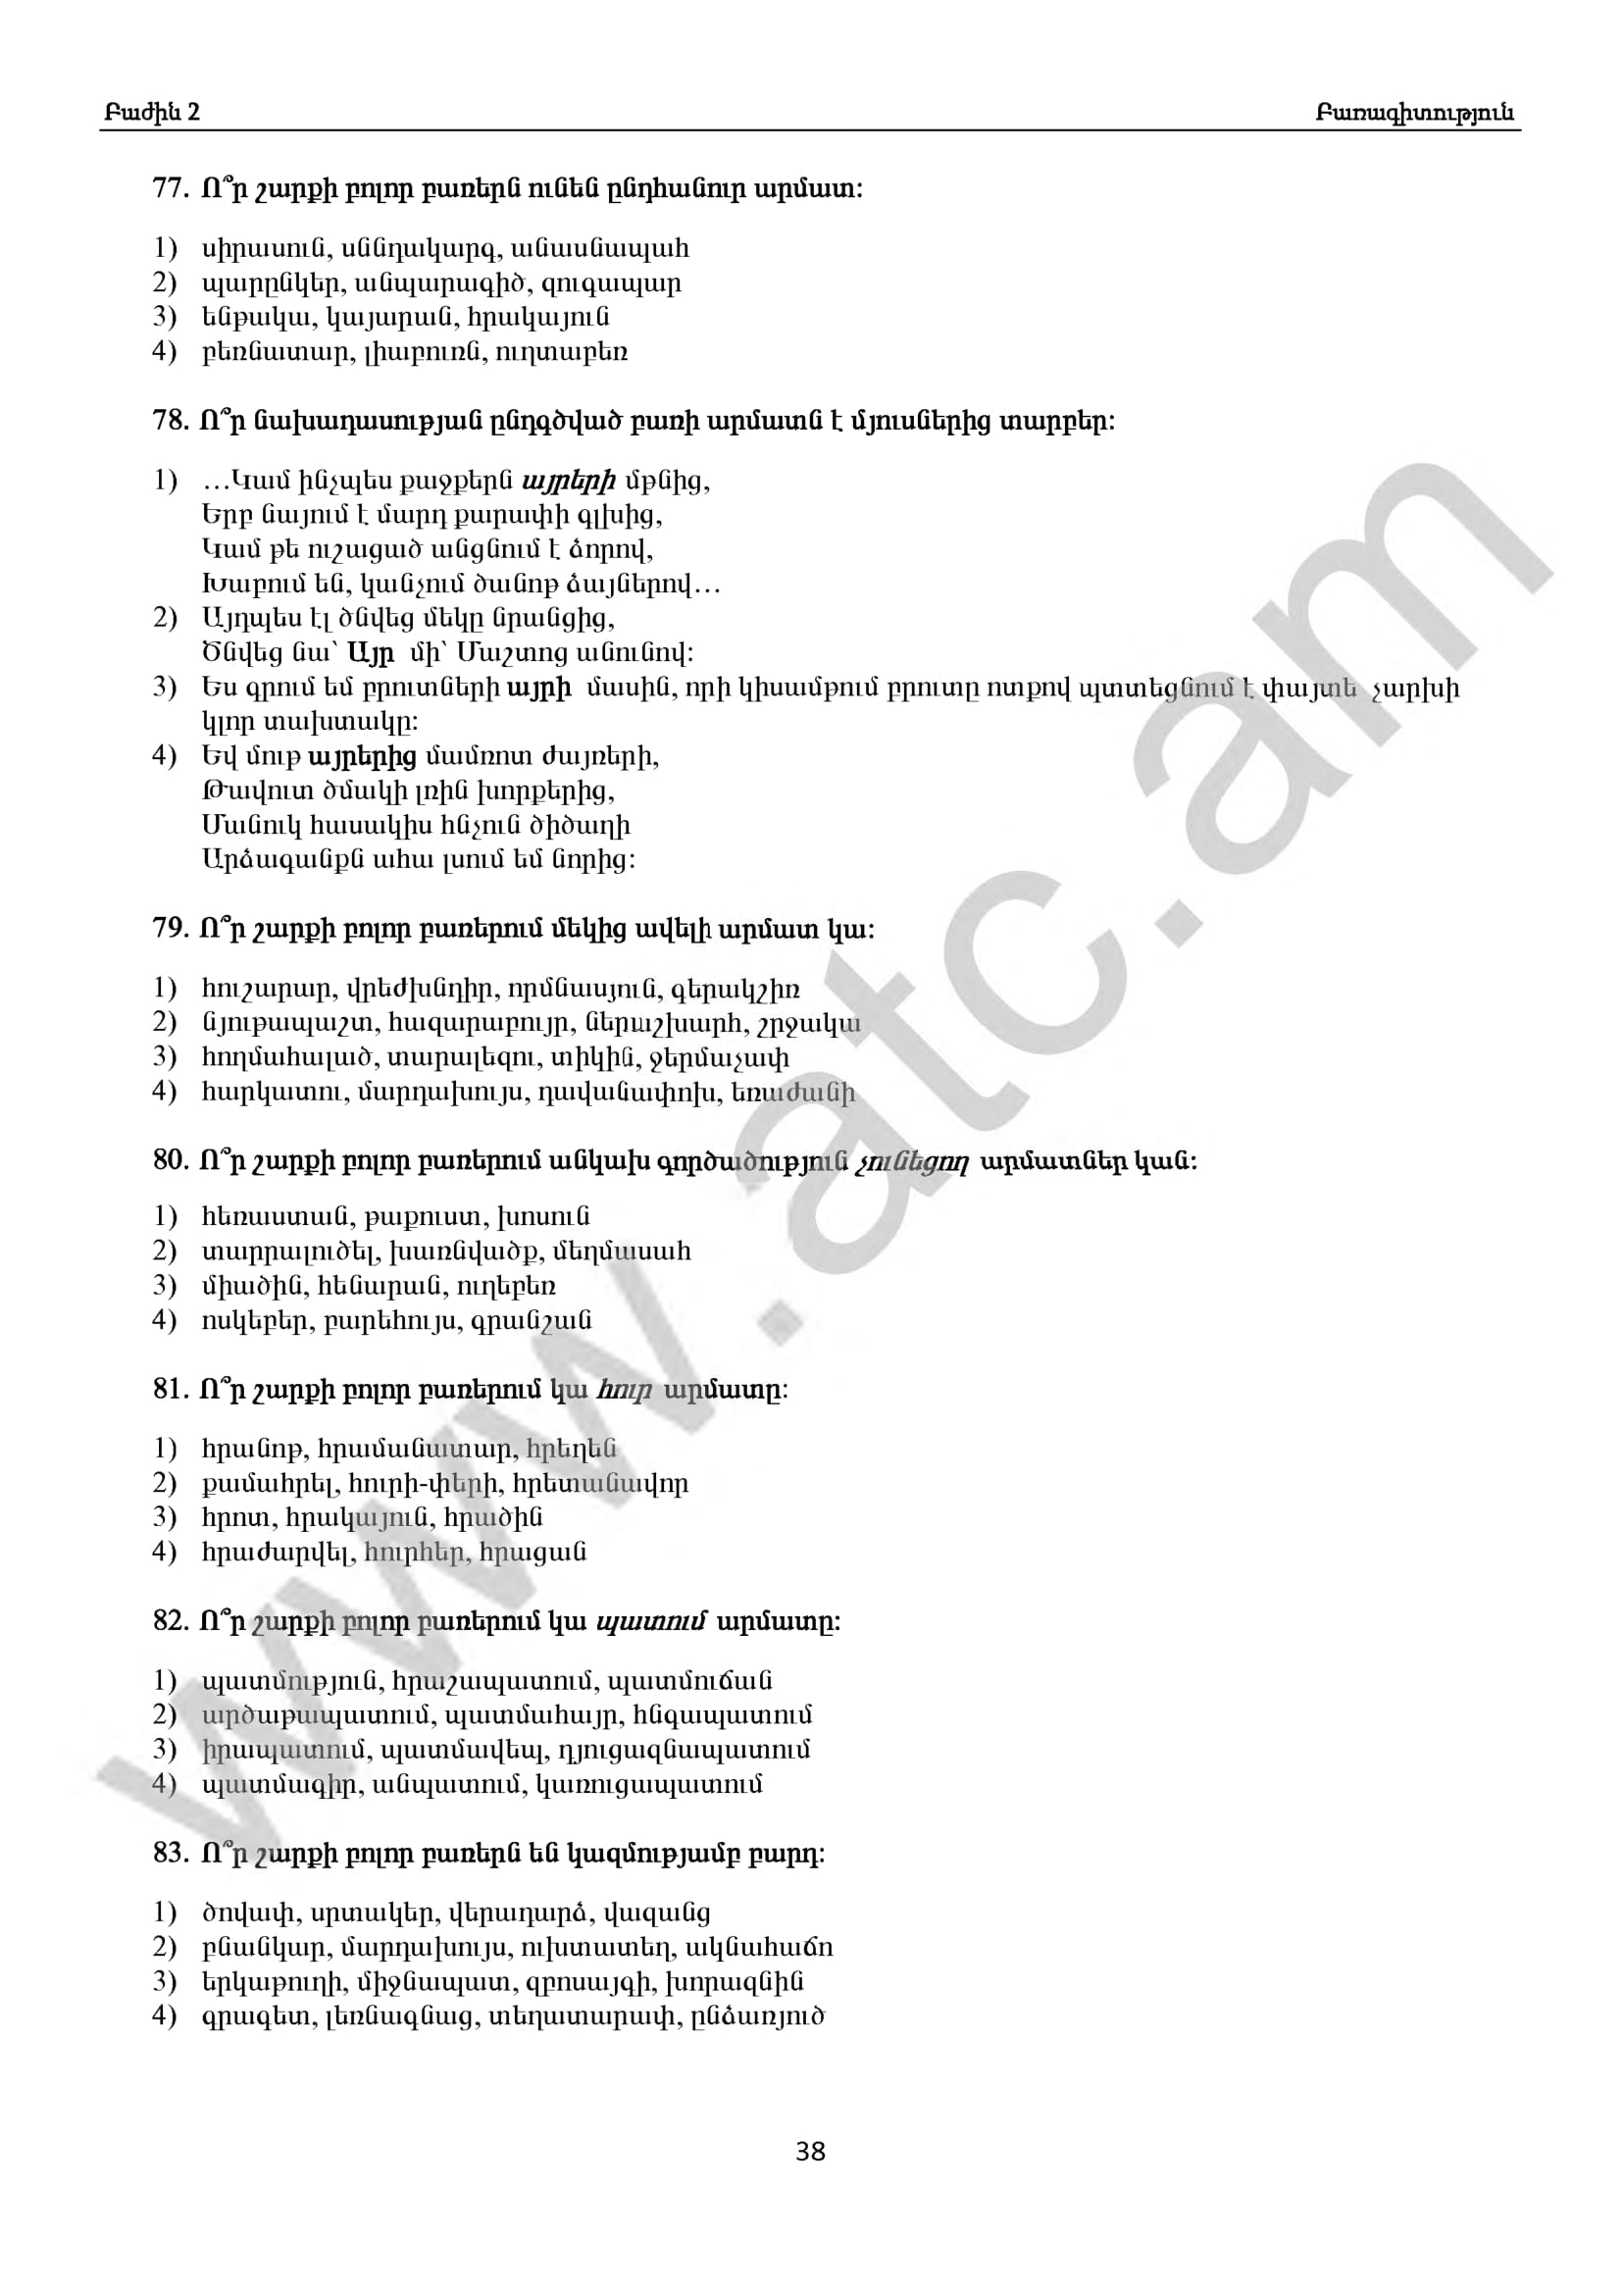 Բաժին 2 Բառագիտություն
77. Ո՞ր շարքի բոլոր բառերն ունեն ընդհանուր արմատ:
1) սիրասուն, սննդակարգ, անասնապահ
2) պարընկեր, անպարագիծ, զուգապար
3) ենթակա, կայարան, հրակայուն
4) բեռնատար, լիաբուռն, ուղտաբեռ
78. Ո՞ր նախադասության ընդգծված բառի արմատն է մյուսներից տարբեր:
1) …Կամ ինչպես քաջքերն այրերի մթնից,
Երբ նայում է մարդ քարափի գլխից,
Կամ թե ուշացած անցնում է ձորով,
Խաբում են, կանչում ծանոթ ձայներով…
2) Այդպես էլ ծնվեց մեկը նրանցից,
Ծնվեց նա՝ Այր մի՝ Մաշտոց անունով:
3) Ես գրում եմ բրուտների այրի մասին, որի կիսամթում բրուտը ոտքով պտտեցնում է փայտե չարխի
կլոր տախտակը:
4) Եվ մութ այրերից մամռոտ ժայռերի,
Թավուտ ծմակի լռին խորքերից,
Մանուկ հասակիս հնչուն ծիծաղի
Արձագանքն ահա լսում եմ նորից:
79. Ո՞ր շարքի բոլոր բառերում մեկից ավելի արմատ կա:
1) հուշարար, վրեժխնդիր, որմնասյուն, գերակշիռ
2) նյութապաշտ, հազարաբույր, ներաշխարհ, շրջակա
3) հողմահալած, տարալեզու, տիկին, ջերմաչափ
4) հարկատու, մարդախույս, դավանափոխ, եռաժանի
80. Ո՞ր շարքի բոլոր բառերում անկախ գործածություն չունեցող արմատներ կան:
1) հեռաստան, թաքուստ, խոսուն
2) տարրալուծել, խառնվածք, մեղմասահ
3) միածին, հենարան, ուղեբեռ
4) ոսկեբեր, բարեհույս, գրանշան
81. Ո՞ր շարքի բոլոր բառերում կա հուր արմատը:
1) հրանոթ, հրամանատար, հրեղեն
2) քամահրել, հուրի-փերի, հրետանավոր
3) հրոտ, հրակայուն, հրածին
4) հրաժարվել, հուրհեր, հրացան
82. Ո՞ր շարքի բոլոր բառերում կա պատում արմատը:
1) պատմություն, հրաշապատում, պատմուճան
2) արծաթապատում, պատմահայր, հնգապատում
3) իրապատում, պատմավեպ, դյուցազնապատում
4) պատմագիր, անպատում, կառուցապատում
83. Ո՞ր շարքի բոլոր բառերն են կազմությամբ բարդ:
1) ծովափ, սրտակեր, վերադարձ, վազանց
2) բնանկար, մարդախույս, ուխտատեղ, ակնահաճո
3) երկաթուղի, միջնապատ, զբոսայգի, խորազնին
4) գրագետ, լեռնագնաց, տեղատարափ, ընձառյուծ
38
www.atc.am